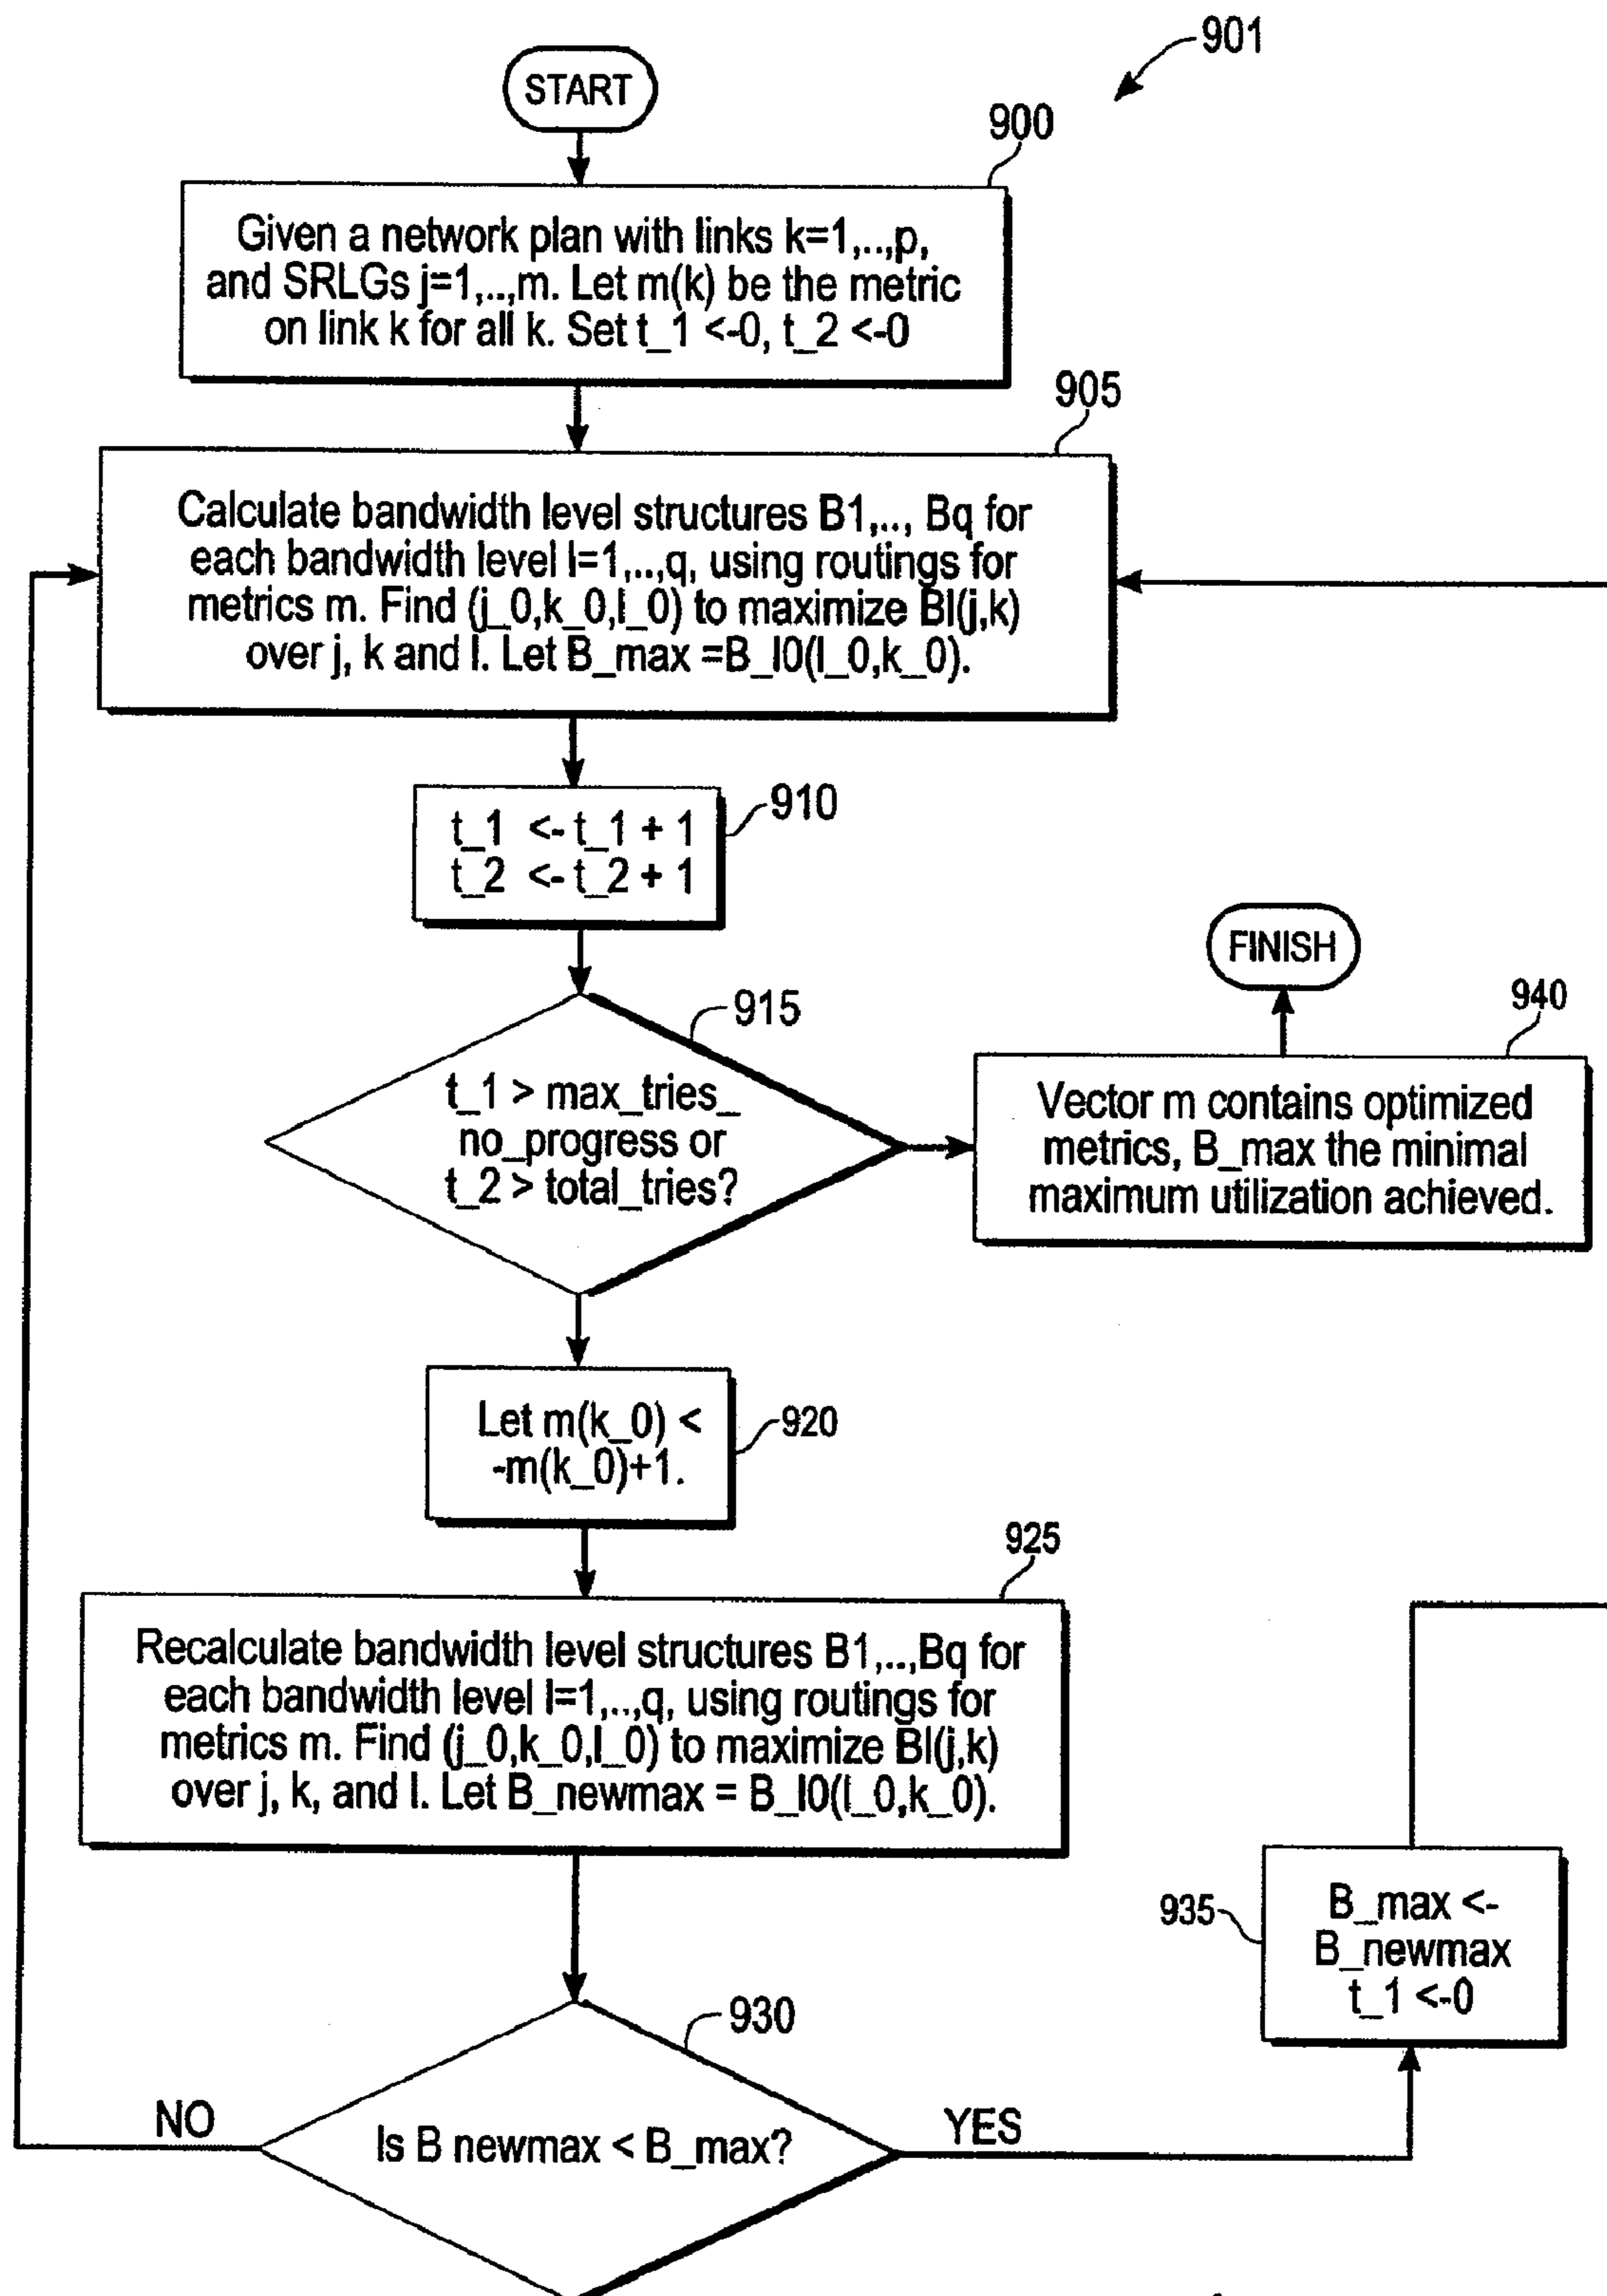 901
START
900
Given a network plan with links k=1,..,p,
and SRLGs j=1,..,m. Let m(k) be the metric
on link k for all k. Set t_1 <-0, t_2 <-0
905
Calculate bandwidth level structures B1,.., Bq for
each bandwidth level l=1,..,q, using routings for
metrics m. Find (j_0,k_0,l_0) to maximize Bl(j,k)
over j, k and l. Let B_max =B_l0(l_0,k_0).
910
t_1 <- t_1 + 1
t_2 <- t_2 + 1
FINISH
915
t_1 > max_tries_
no_progress or
t_2 > total_tries?
940
Vector m contains optimized
metrics, B_max the minimal
maximum utilization achieved.
920
Let m(k_0) <
-m(k_0)+1.
925
Recalculate bandwidth level structures B1,..,Bq for
each bandwidth level l=1,..,q, using routings for
metrics m. Find (j_0,k_0,l_0) to maximize Bl(j,k)
over j, k, and l. Let B_newmax = B_l0(l_0,k_0).
935
B_max <-
B_newmax
t_1 <-0
930
NO
Is B newmax < B_max?
YES